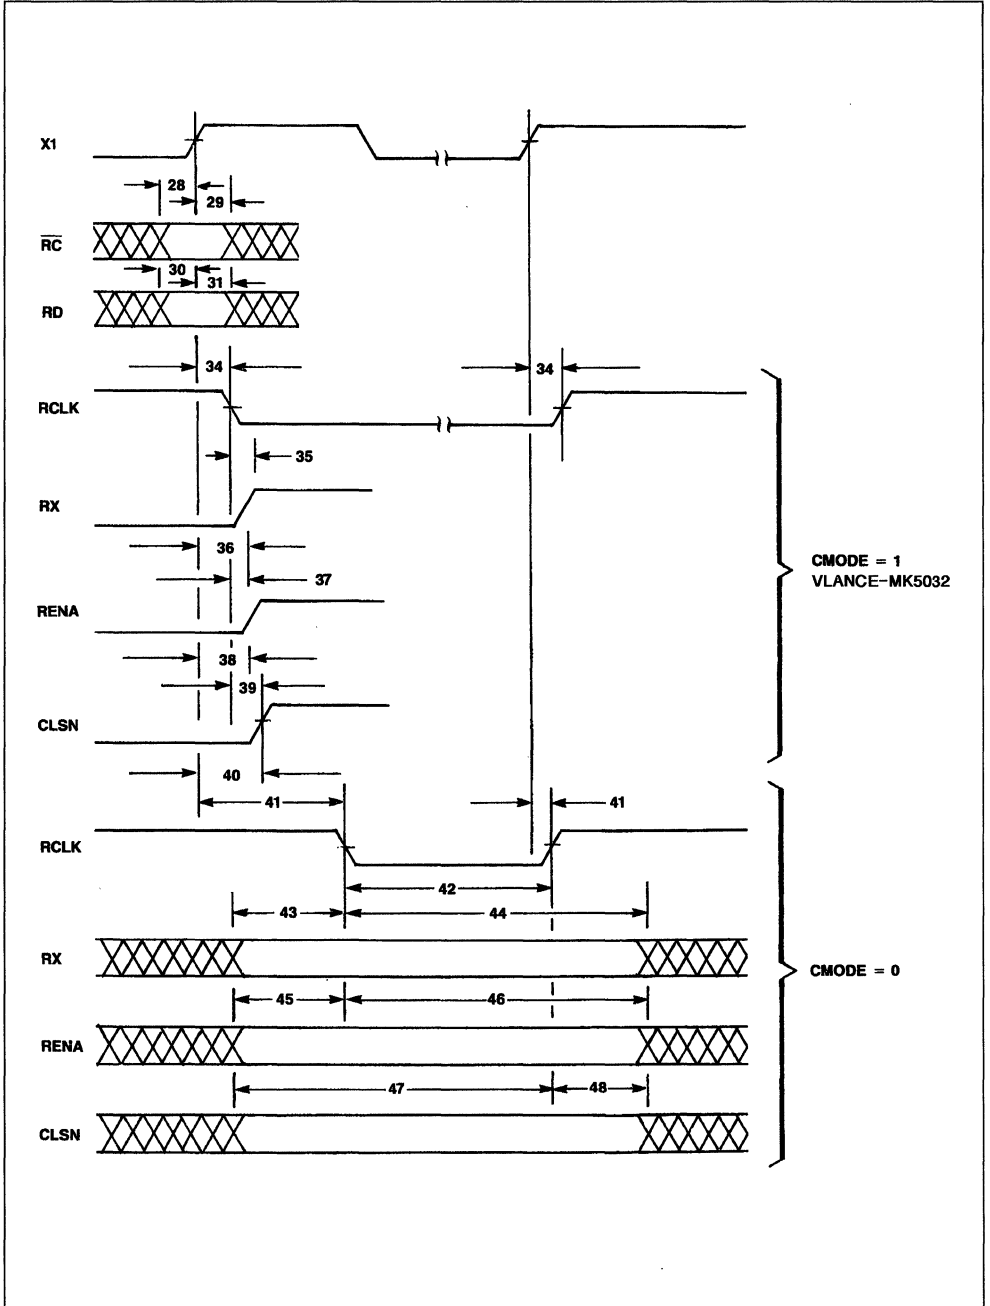 X1
28
29
RC
30
31
RD
34
34
RCLK
35
RX
36
37
CMODE = 1
VLANCE-MK5032
RENA
38
39
CLSN
40
41
41
RCLK
42
43
44
RX
CMODE = 0
45
46
RENA
47
48
CLSN